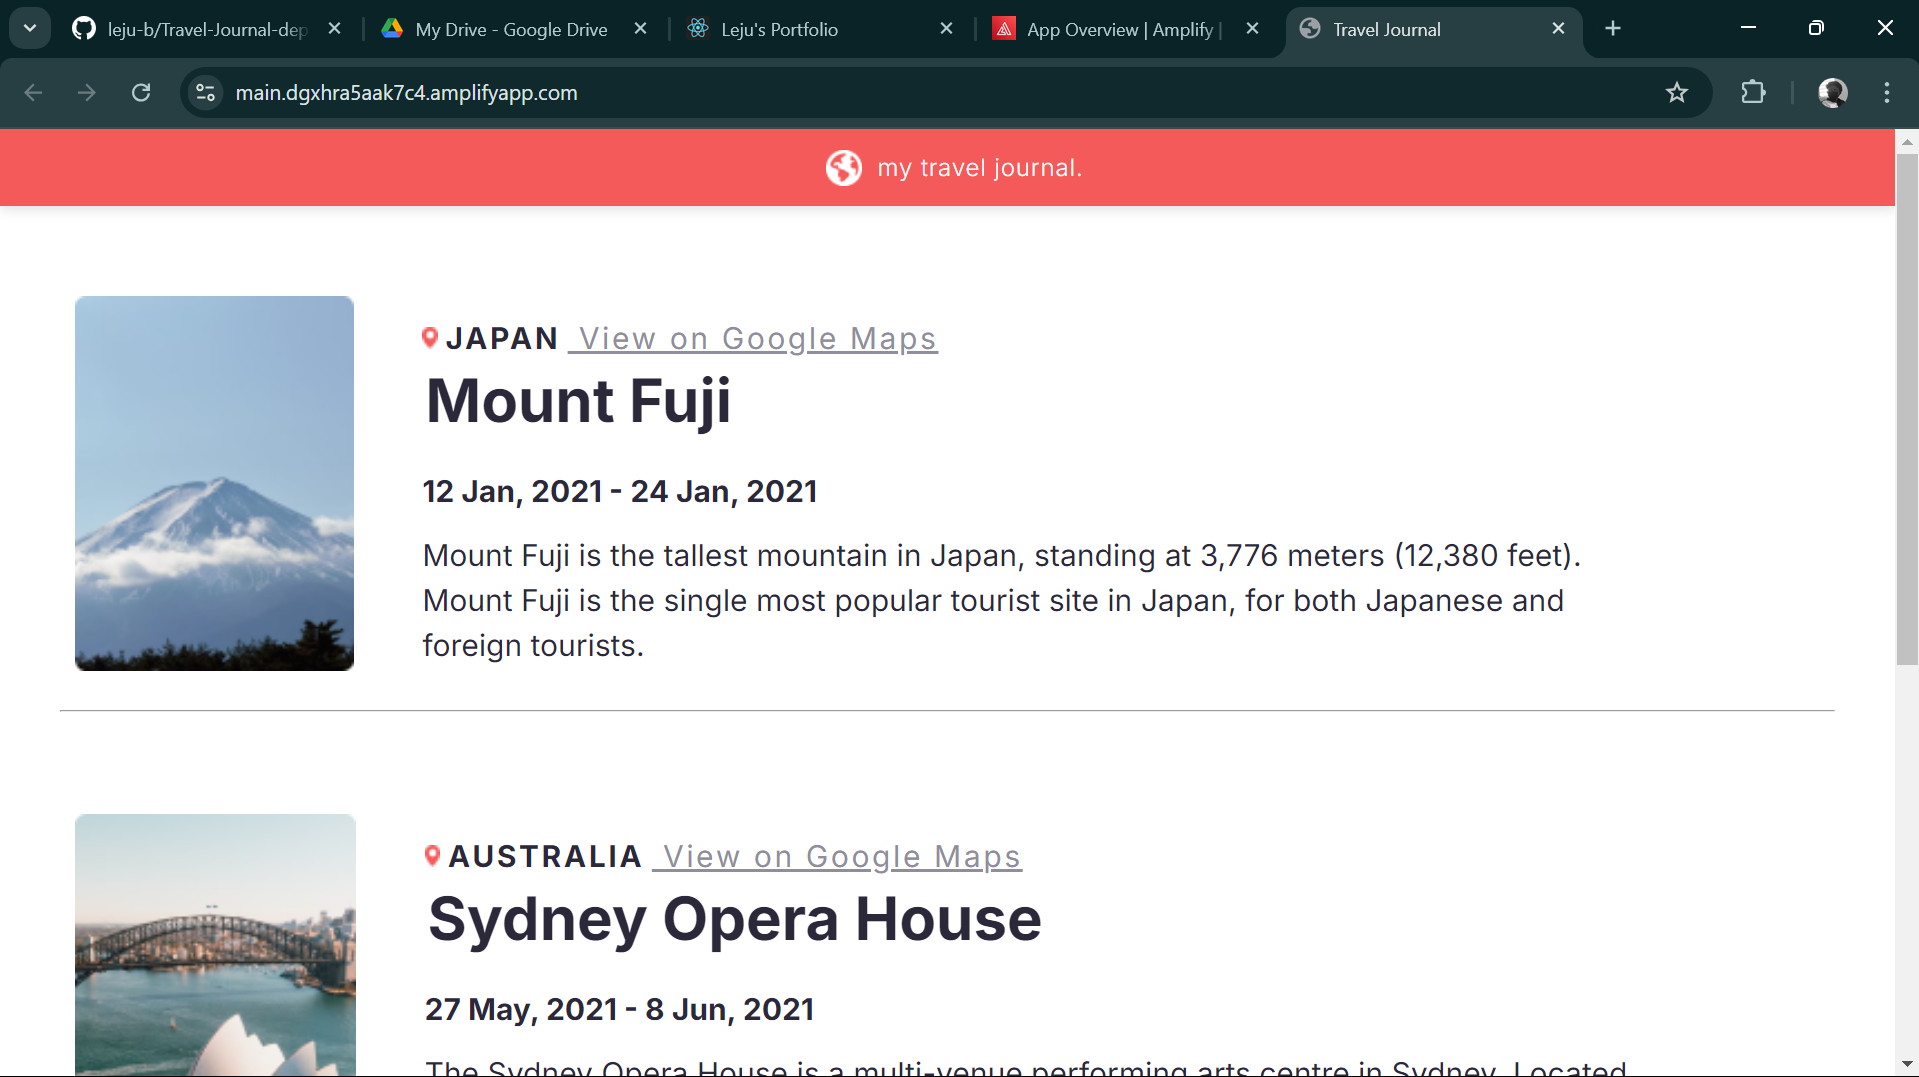 leju-b/Travel-Journal-dep
My Drive - Google Drive
Leju's Portfolio
App Overview | Amplify |
Travel Journal
main.dgxhra5aak7c4.amplifyapp.com
my travel journal.
JAPAN View on Google Maps
Mount Fuji
12 Jan, 2021 - 24 Jan, 2021
Mount Fuji is the tallest mountain in Japan, standing at 3,776 meters (12,380 feet).
Mount Fuji is the single most popular tourist site in Japan, for both Japanese and
foreign tourists.
AUSTRALIA View on Google Maps
Sydney Opera House
27 May, 2021 - 8 Jun, 2021
The Sydney Opera House is a multi-venue performing arts centre in Sydney. Located